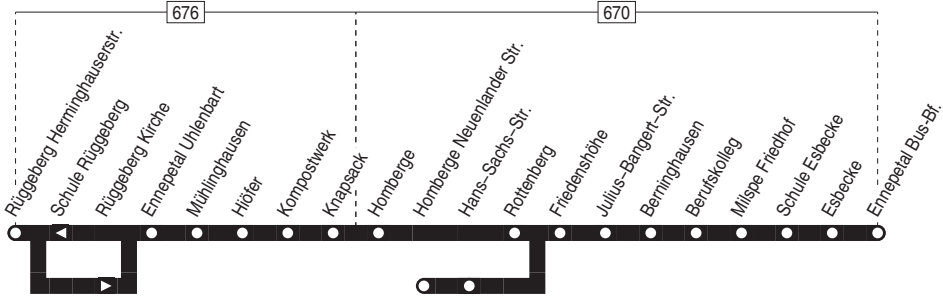 676
670
Rüggeberg Herminghauserstr.
Schule Rüggeberg
Rüggeberg Kirche
Ennepetal Uhlenbart
Mühlinghausen
Hiöfer
Kompostwerk
Knapsack
Homberge
Homberge Neuenlander Str.
Hans-Sachs-Str.
Rottenberg
Friedenshöhe
Julius-Bangert-Str.
Berninghausen
Berufskolleg
Milspe Friedhof
Schule Esbecke
Esbecke
Ennepetal Bus-Bf.